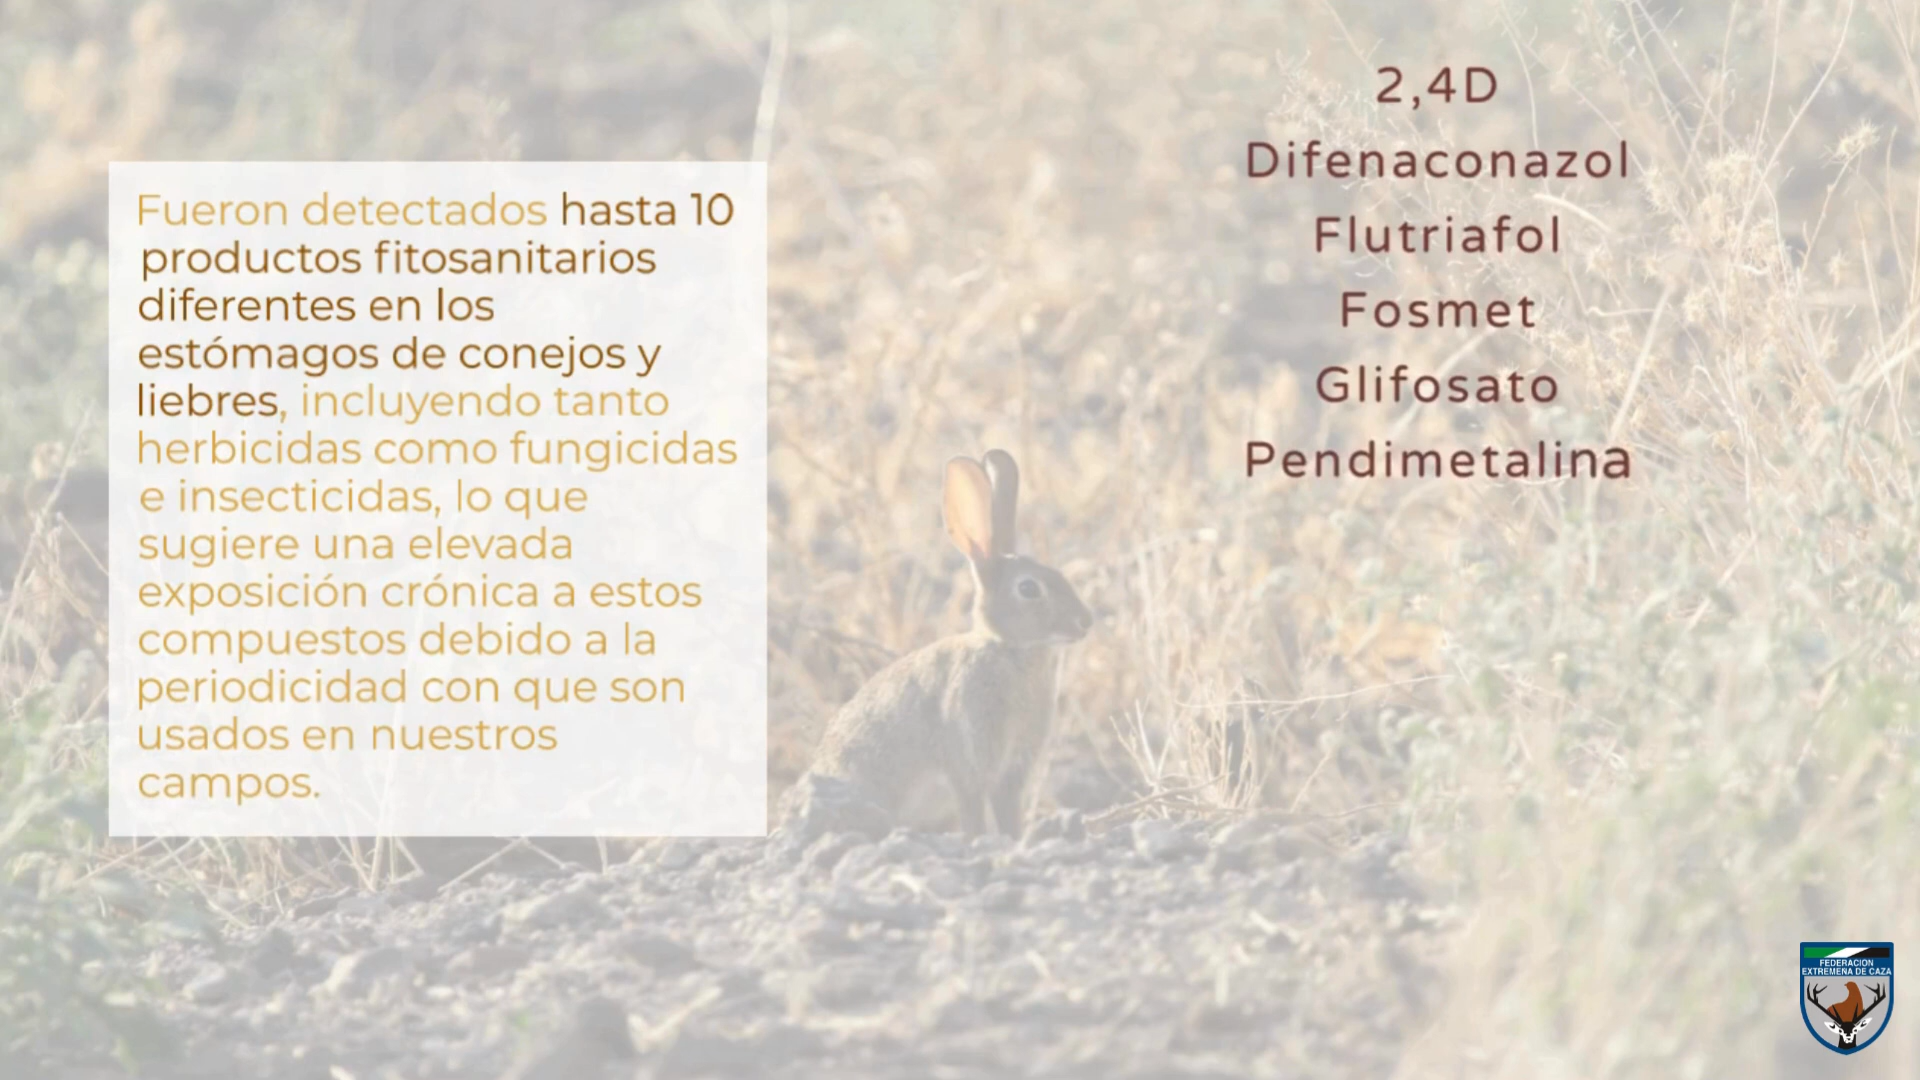 Fueron detectados hasta 10
productos fitosanitarios
diferentes en los
estómagos de conejos y
liebres, incluyendo tanto
herbicidas como fungicidas
e insecticidas, lo que
sugiere una elevada
exposición crónica a estos
compuestos debido a la
periodicidad con que son
usados en nuestros
campos.
2,4D
Difenaconazol
Flutriafol
Fosmet
Glifosato
Pendimetalina
FEDERACION
EXTREMEÑA DE CAZA